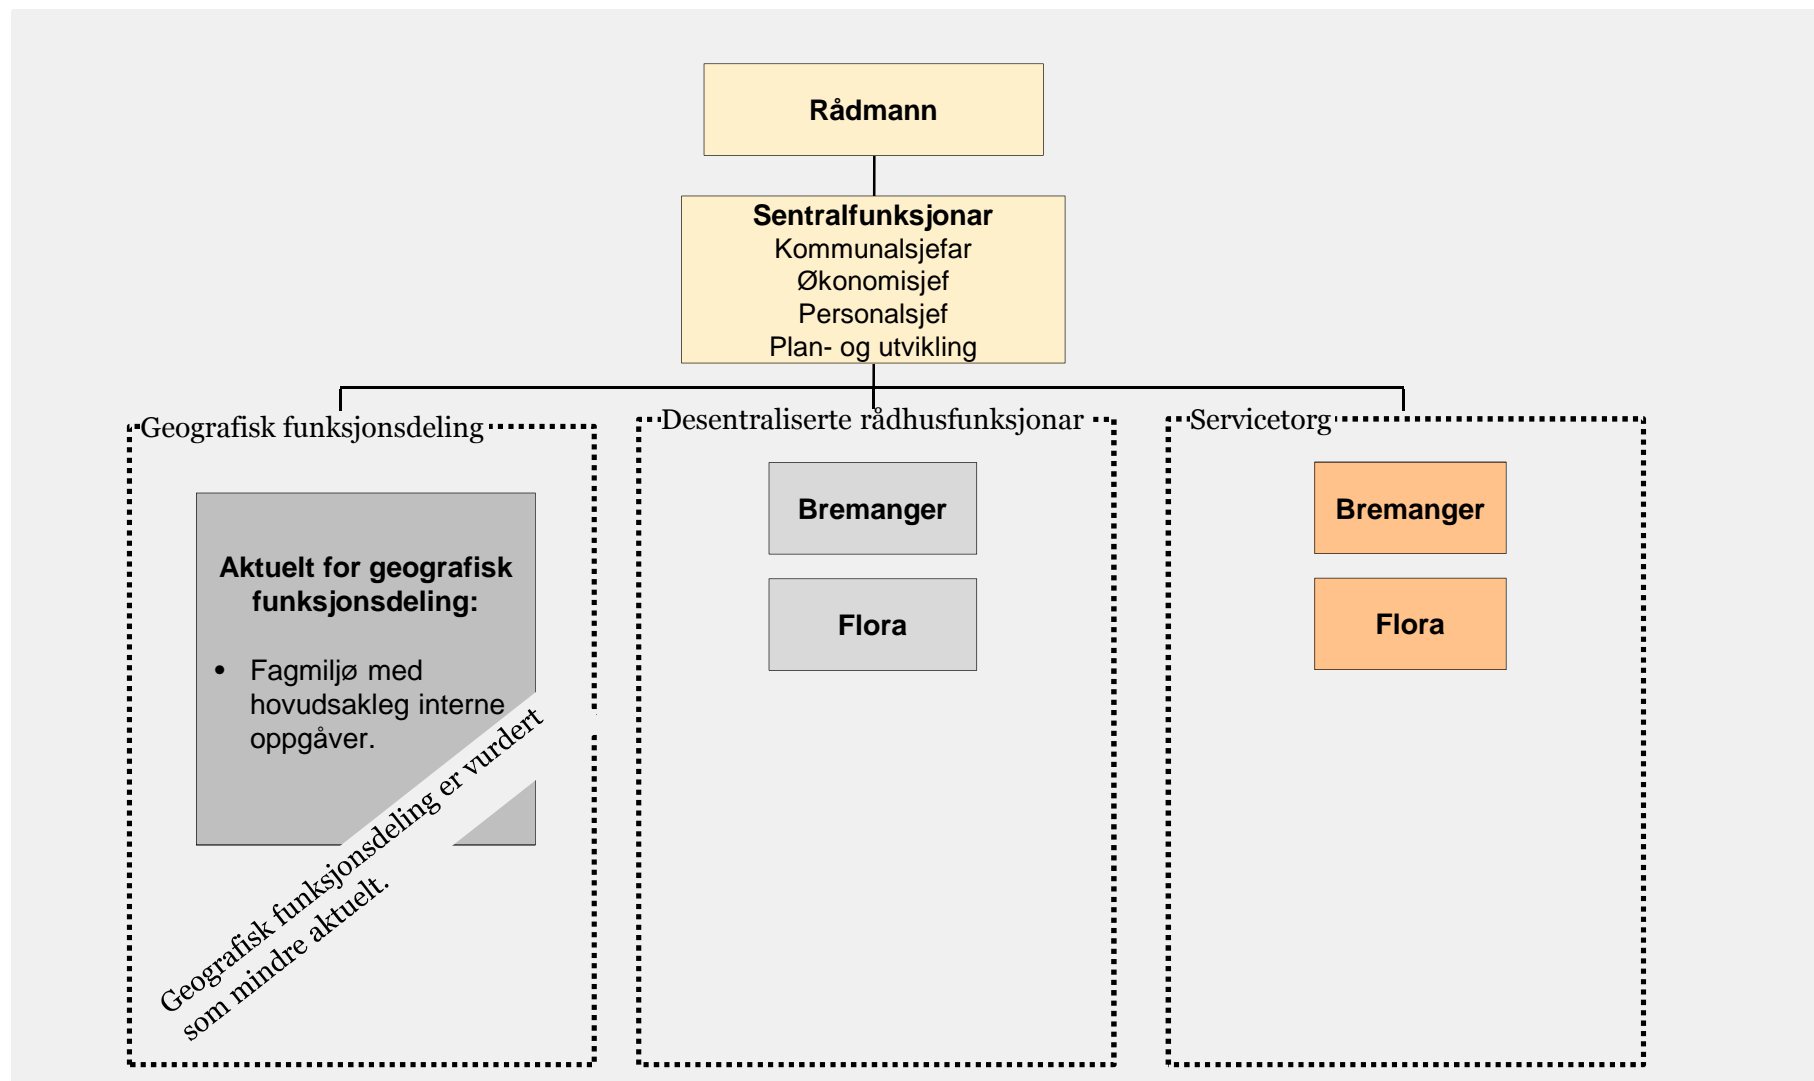 Rådmann
Sentralfunksjonar
Kommunalsjefar
Økonomisjef
Personalsjef
Plan- og utvikling
Geografisk funksjonsdeling
Aktuelt for geografisk
funksjonsdeling:
• Fagmiljø med
hovudsakleg interne
oppgåver.
Geografisk funksjonsdeling er vurdert
som mindre aktuelt.
Desentraliserte rådhusfunksjonar
Bremanger
Flora
Servicetorg
Bremanger
Flora